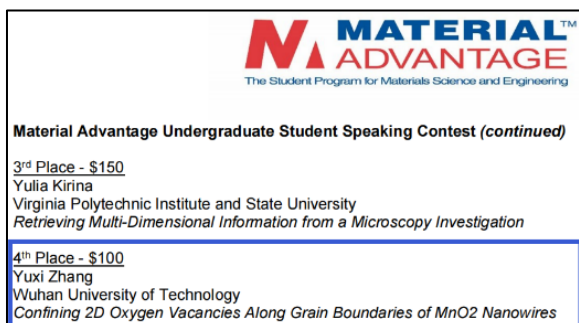 MATERIAL™
ADVANTAGE
The Student Program for Materials Science and Engineering
Material Advantage Undergraduate Student Speaking Contest (continued)
3rd Place - $150
Yulia Kirina
Virginia Polytechnic Institute and State University
Retrieving Multi-Dimensional Information from a Microscopy Investigation
4th Place - $100
Yuxi Zhang
Wuhan University of Technology
Confining 2D Oxygen Vacancies Along Grain Boundaries of MnO2 Nanowires